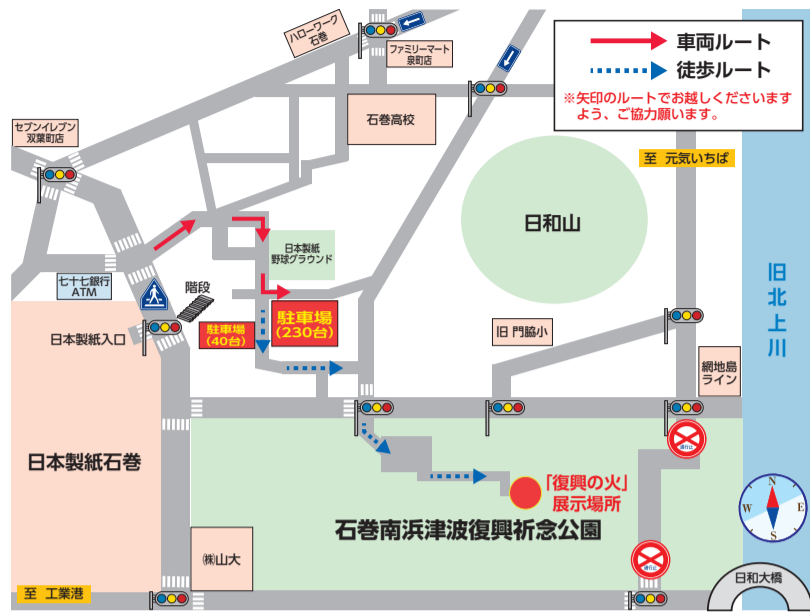 ハローワーク
石巻
ファミリーマート
泉町店
車両ルート
徒歩ルート
※矢印のルートでお越しくださいます
よう、ご協力願います。
セブンイレブン
双葉町店
石巻高校
至 元気いちば
日和山
日本製紙
野球グラウンド
七十七銀行
ATM
階段
旧北上川
駐車場
(230台)
駐車場
(40台)
日本製紙入口
旧 門脇小
網地島
ライン
通行止
日本製紙石巻
「復興の火」
展示場所
石巻南浜津波復興祈念公園
N
W
E
S
㈱山大
通行止
至 工業港
日和大橋